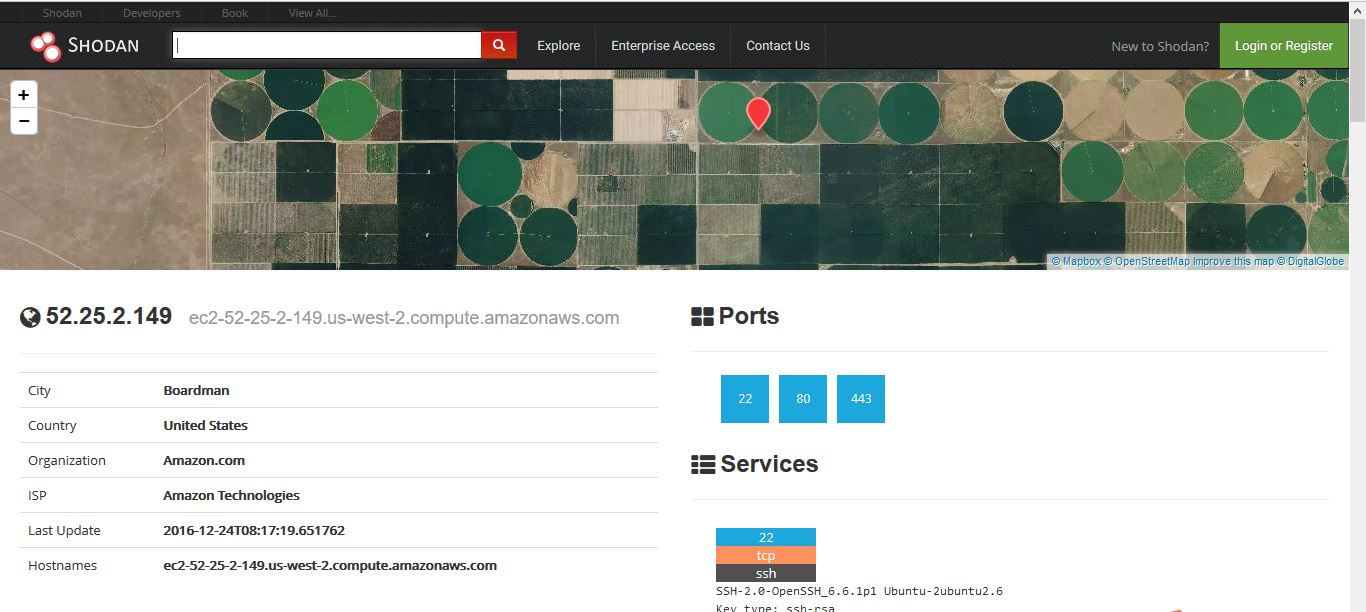 Shodan Developers Book View All...
SHODAN Explore Enterprise Access Contact Us New to Shodan? Login or Register
+
−
© Mapbox © OpenStreetMap Improve this map © DigitalGlobe
52.25.2.149 ec2-52-25-2-149.us-west-2.compute.amazonaws.com
City Boardman
Country United States
Organization Amazon.com
ISP Amazon Technologies
Last Update 2016-12-24T08:17:19.651762
Hostnames ec2-52-25-2-149.us-west-2.compute.amazonaws.com
Ports
22 80 443
Services
22
tcp
ssh
SSH-2.0-OpenSSH_6.6.1p1 Ubuntu-2ubuntu2.6
Key type: ssh-rsa